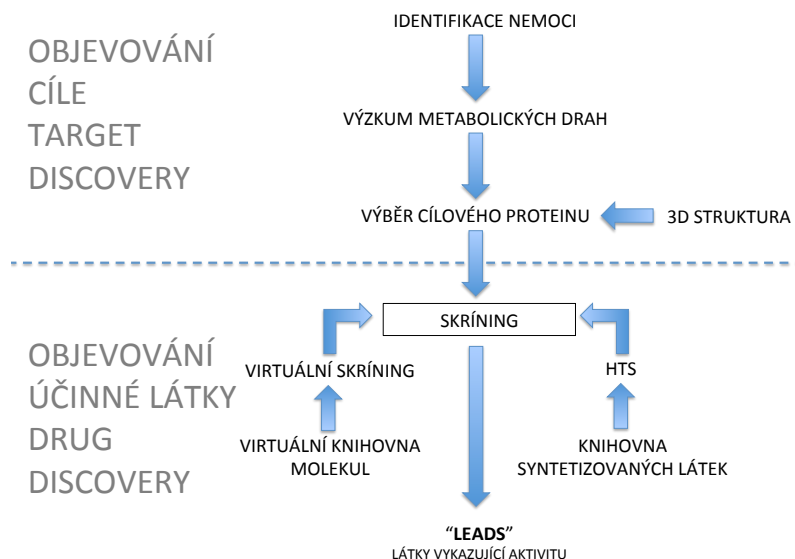 IDENTIFIKACE NEMOCI
OBJEVOVÁNÍ
CÍLE
TARGET
DISCOVERY
VÝZKUM METABOLICKÝCH DRAH
VÝBĚR CÍLOVÉHO PROTEINU
3D STRUKTURA
SKRÍNING
OBJEVOVÁNÍ
ÚČINNÉ LÁTKY
DRUG
DISCOVERY
VIRTUÁLNÍ SKRÍNING
HTS
VIRTUÁLNÍ KNIHOVNA
MOLEKUL
KNIHOVNA
SYNTETIZOVANÝCH LÁTEK
“LEADS”
LÁTKY VYKAZUJÍCÍ AKTIVITU